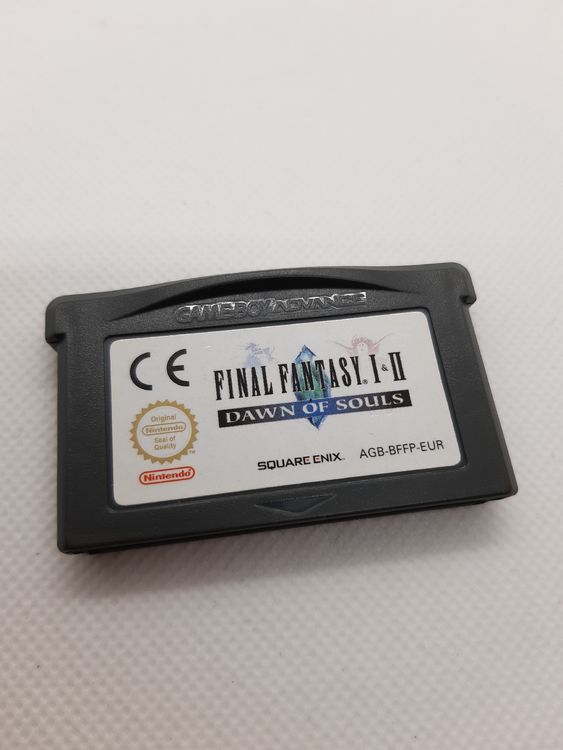 GAME BOY ADVANCE
CE
FINAL FANTASY® I & II
DAWN OF SOULS
Original
Nintendo
Seal of
Quality
TM
Nintendo®
SQUARE ENIX.
AGB-BFFP-EUR